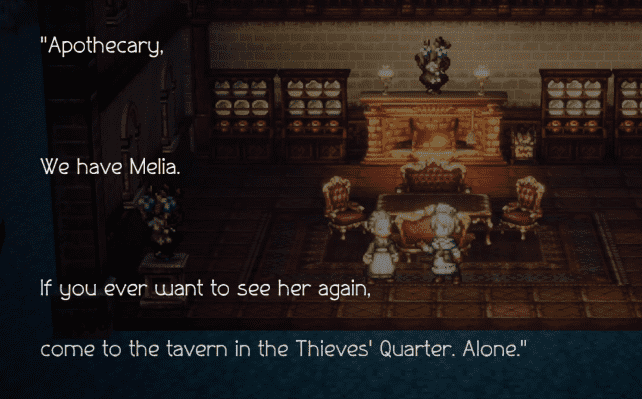 "Apothecary,
We have Melia.
If you ever want to see her again,
come to the tavern in the Thieves' Quarter. Alone."